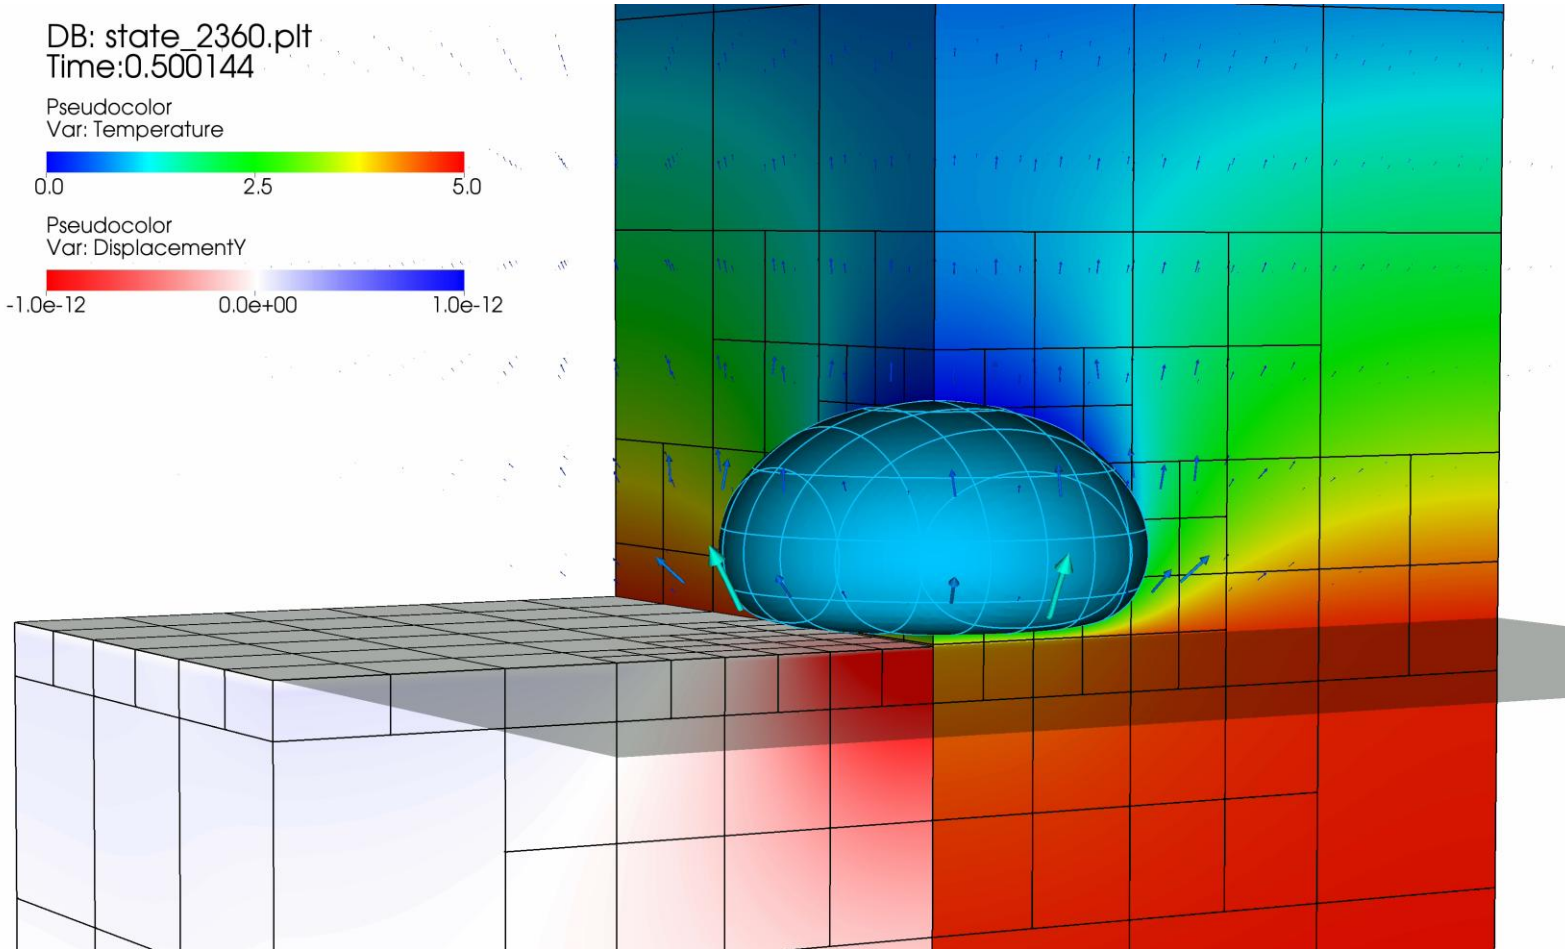 DB: state_2360.plt
Time:0.500144
Pseudocolor
Var: Temperature
0.0 2.5 5.0
Pseudocolor
Var: DisplacementY
-1.0e-12 0.0e+00 1.0e-12